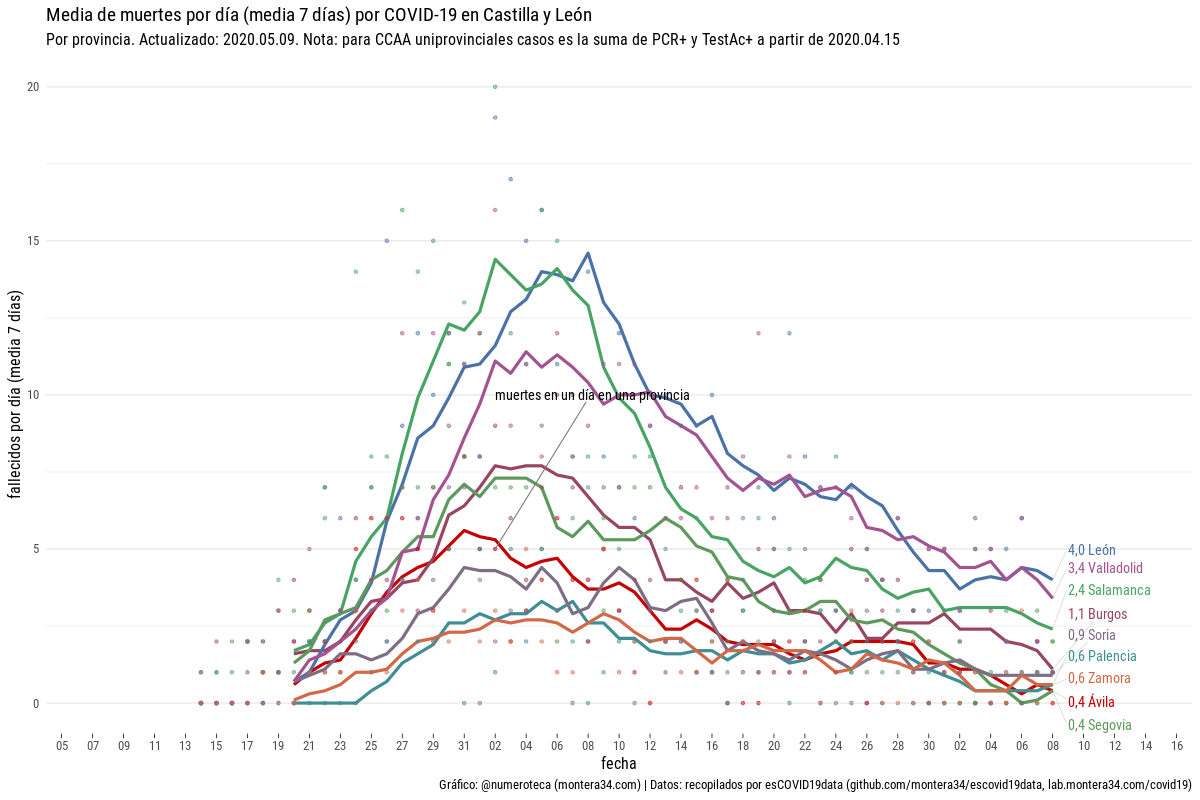 Media de muertes por día (media 7 días) por COVID-19 en Castilla y León
Por provincia. Actualizado: 2020.05.09. Nota: para CCAA uniprovinciales casos es la suma de PCR+ y TestAc+ a partir de 2020.04.15
20
15
10
5
0
fallecidos por día (media 7 días)
muertes en un día en una provincia
4,0 León
3,4 Valladolid
2,4 Salamanca
1,1 Burgos
0,9 Soria
0,6 Palencia
0,6 Zamora
0,4 Ávila
0,4 Segovia
05 07 09 11 13 15 17 19 21 23 25 27 29 31 02 04 06 08 10 12 14 16 18 20 22 24 26 28 30 02 04 06 08 10 12 14 16
fecha
Gráfico: @numeroteca (montera34.com) | Datos: recopilados por esCOVID19data (github.com/montera34/escovid19data, lab.montera34.com/covid19)